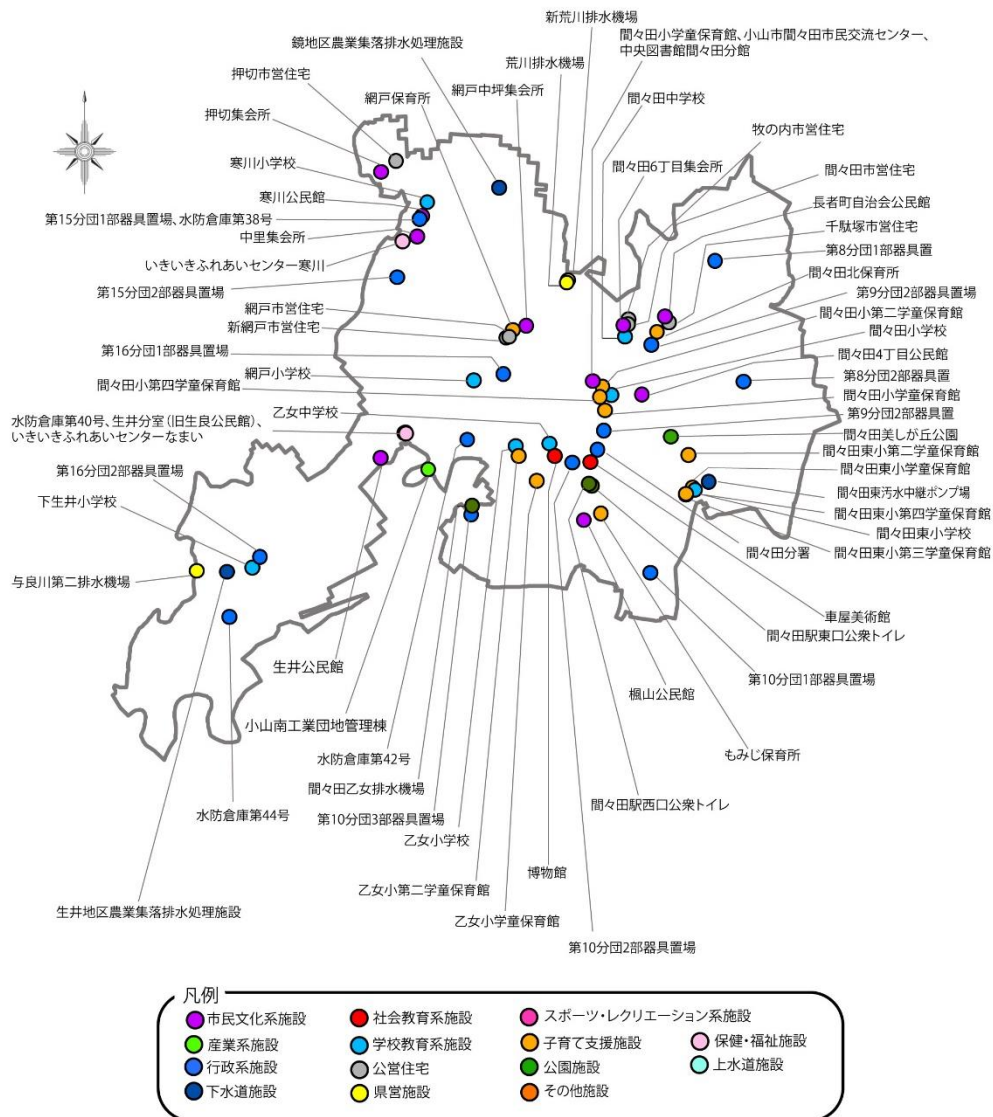 新荒川排水機場
間々田小学童保育館、小山市間々田市民交流センター、
中央図書館間々田分館
鏡地区農業集落排水処理施設
荒川排水機場
押切市営住宅
網戸保育所
網戸中坪集会所
間々田中学校
押切集会所
牧の内市営住宅
寒川小学校
間々田6丁目集会所
間々田市営住宅
寒川公民館
長者町自治会公民館
第15分団1部器具置場、水防倉庫第38号
千駄塚市営住宅
中里集会所
第8分団1部器具置
いきいきふれあいセンター寒川
間々田北保育所
第15分団2部器具置場
第9分団2部器具置場
網戸市営住宅
間々田小第二学童保育館
新網戸市営住宅
間々田小学校
第16分団1部器具置場
間々田4丁目公民館
網戸小学校
第8分団2部器具置
間々田小第四学童保育館
間々田小学童保育館
乙女中学校
第9分団2部器具置
水防倉庫第40号、生井分室(旧生良公民館)、
いきいきふれあいセンターなまい
間々田美しが丘公園
間々田東小第二学童保育館
第16分団2部器具置場
間々田東小学童保育館
下生井小学校
間々田東汚水中継ポンプ場
間々田東小第四学童保育館
間々田東小学校
間々田分署
間々田東小第三学童保育館
与良川第二排水機場
車屋美術館
間々田駅東口公衆トイレ
生井公民館
第10分団1部器具置場
楓山公民館
小山南工業団地管理棟
もみじ保育所
水防倉庫第42号
間々田乙女排水機場
間々田駅西口公衆トイレ
水防倉庫第44号
第10分団3部器具置場
乙女小学校
博物館
乙女小第二学童保育館
生井地区農業集落排水処理施設
乙女小学童保育館
第10分団2部器具置場
凡例
市民文化系施設
社会教育系施設
スポーツ・レクリエーション系施設
産業系施設
学校教育系施設
子育て支援施設
保健・福祉施設
行政系施設
公営住宅
公園施設
上水道施設
下水道施設
県営施設
その他施設